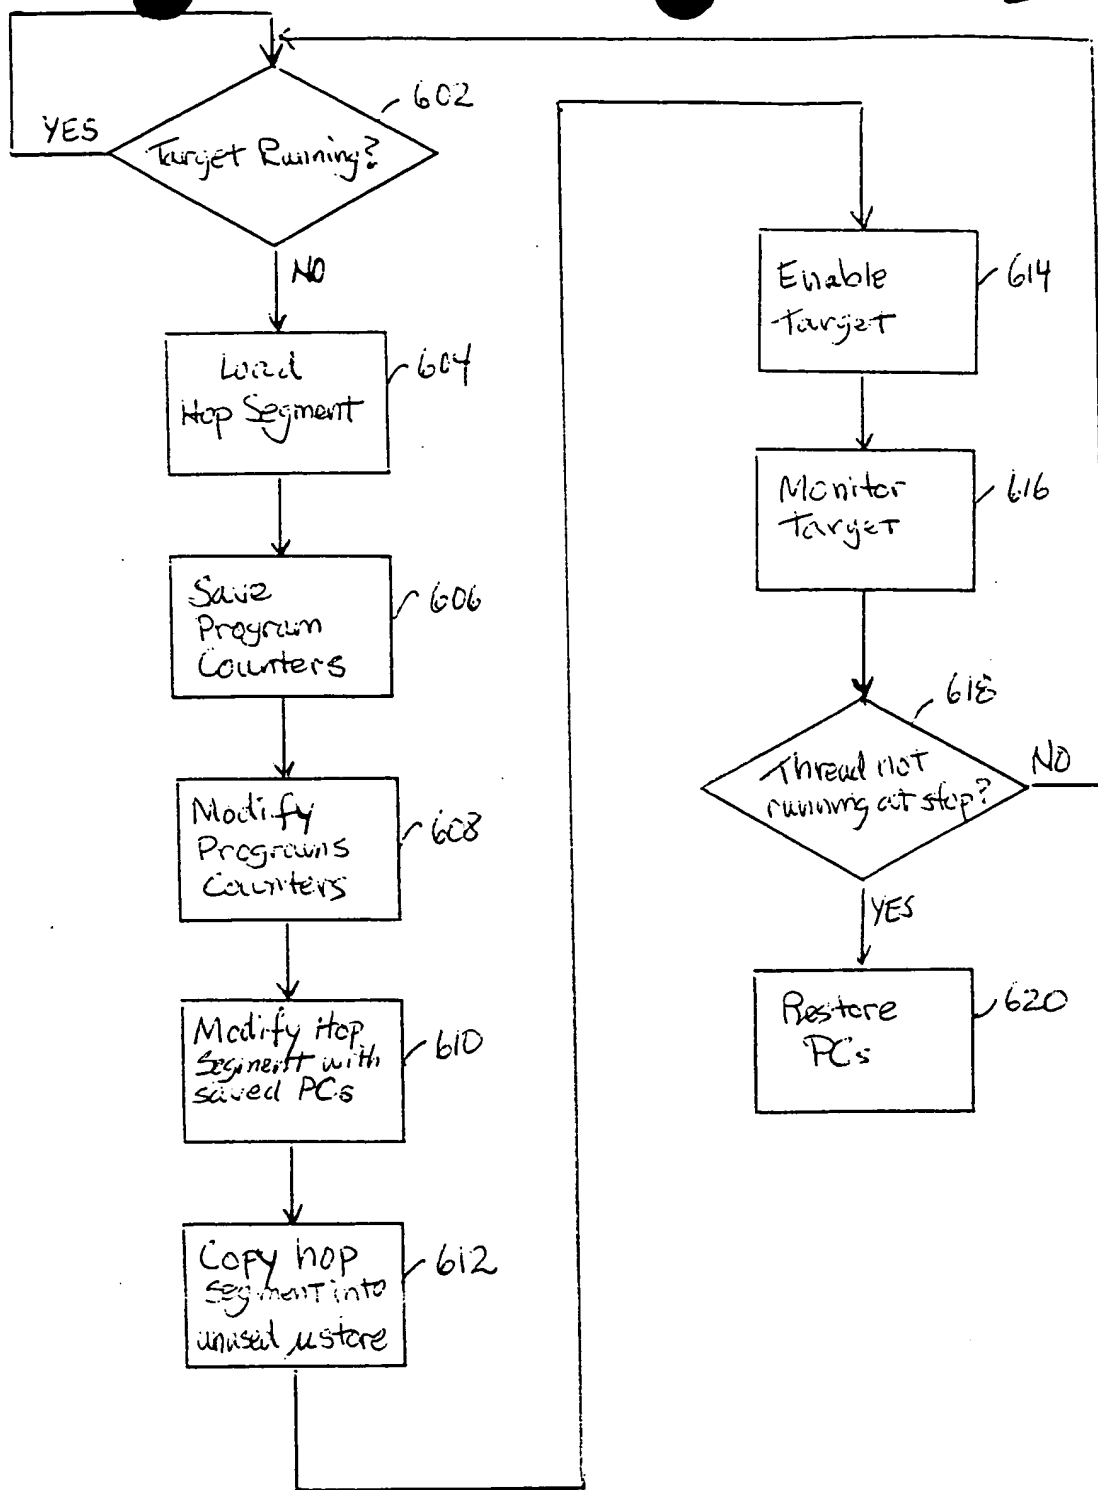 602
YES
Target Running?
NO
Load
Hop Segment
604
Save
Program
Counters
606
Modify
Programs
Counters
608
Modify Hop
Segment with
saved PCs
610
Copy hop
segment into
unused µstore
612
Enable
Target
614
Monitor
Target
616
618
Thread not
running at stop?
NO
YES
Restore
PCs
620